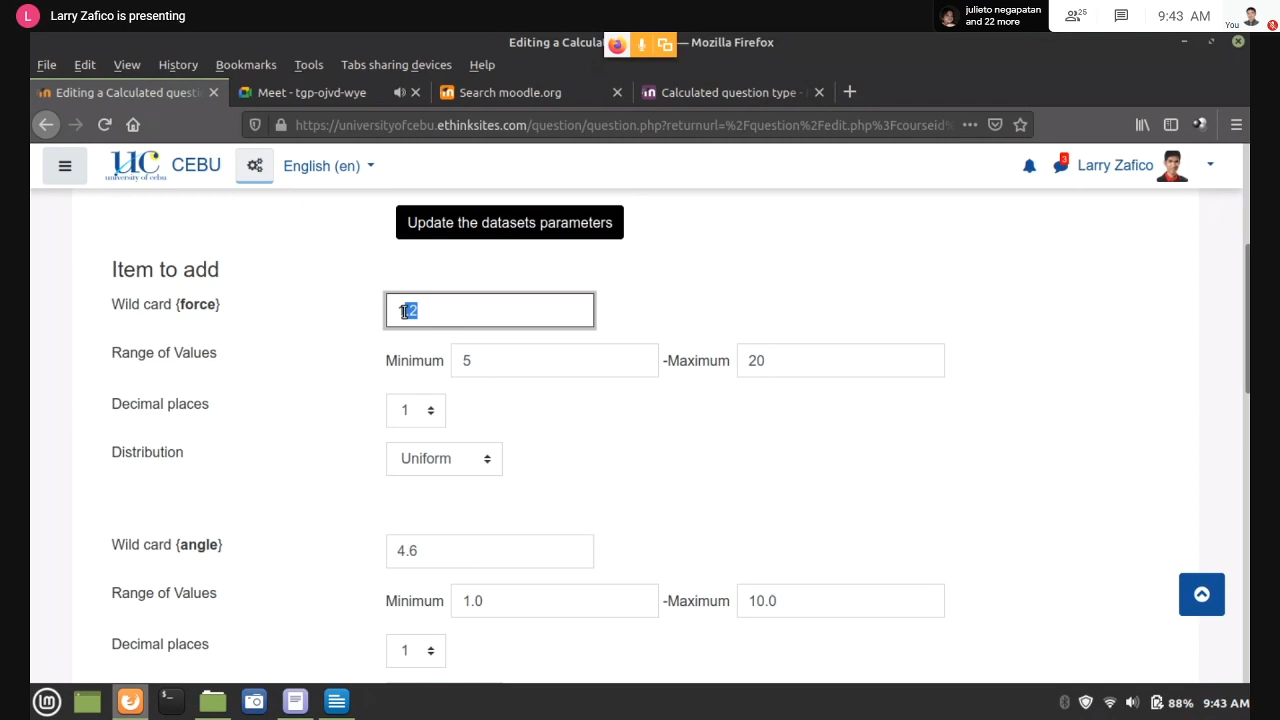 L Larry Zafico is presenting
julieto negapatan
and 22 more
25
9:43 AM
You
Editing a Calcula — Mozilla Firefox
File Edit View History Bookmarks Tools Tabs sharing devices Help
Editing a Calculated questi
Meet - tgp-ojvd-wye
Search moodle.org
Calculated question type -
https://universityofcebu.ethinksites.com/question/question.php?returnurl=%2Fquestion%2Fedit.php%3Fcourseid
UC
university of cebu
CEBU
English (en)
3
Larry Zafico
Update the datasets parameters
Item to add
Wild card {force}
Range of Values
Minimum 5 -Maximum 20
Decimal places
1
Distribution
Uniform
Wild card {angle}
4.6
Range of Values
Minimum 1.0 -Maximum 10.0
Decimal places
1
88% 9:43 AM